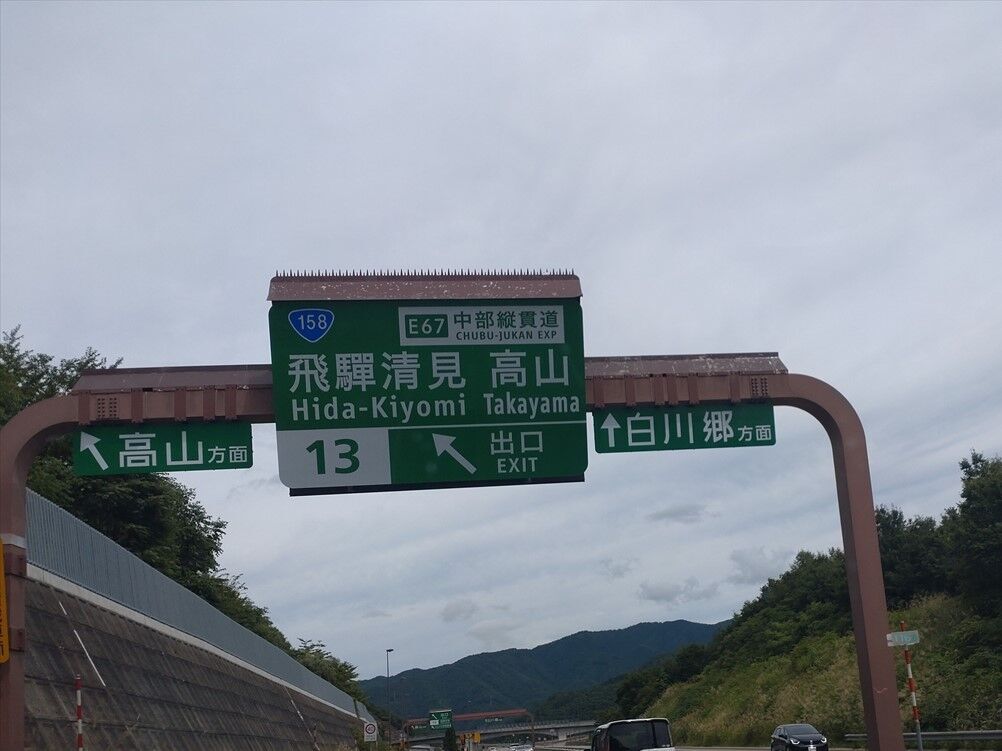 158
E67 中部縦貫道
CHUBU-JUKAN EXP
飛騨清見 高山
Hida-Kiyomi Takayama
13
出口
EXIT
高山方面
白川郷方面